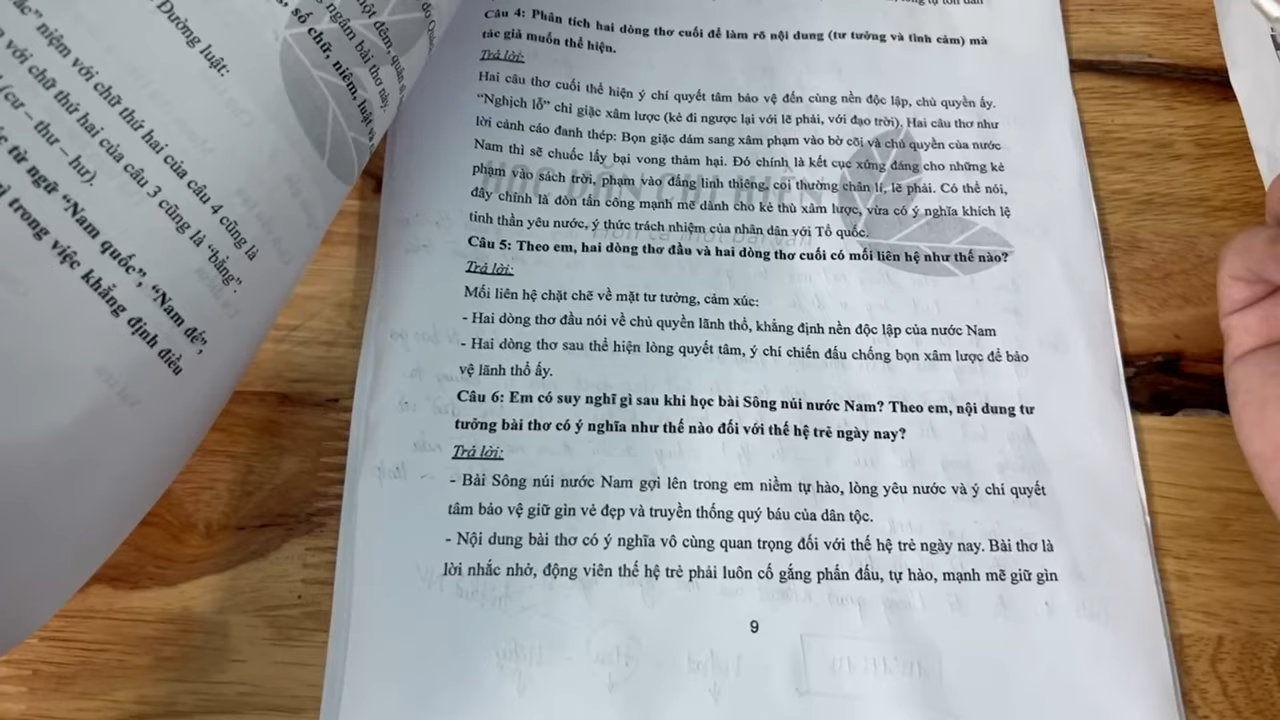 Dường luật:
số chữ, niêm, luật
ngâm bài thơ này.
một đêm, quân
niệm với chữ thứ hai của câu 4 cũng là
với chữ thứ hai của câu 3 cũng là "bằng".
(cư – thư – hư).
từ ngữ "Nam quốc", "Nam đế",
trong việc khẳng định điều
Câu 4: Phân tích hai dòng thơ cuối để làm rõ nội dung (tư tưởng và tình cảm) mà
tác giả muốn thể hiện.
Trả lời:
Hai câu thơ cuối thể hiện ý chí quyết tâm bảo vệ đến cùng nền độc lập, chủ quyền ấy.
"Nghịch lỗ" chỉ giặc xâm lược (kẻ đi ngược lại với lẽ phải, với đạo trời). Hai câu thơ như
lời cảnh cáo đanh thép: Bọn giặc dám sang xâm phạm vào bờ cõi và chủ quyền của nước
Nam thì sẽ chuốc lấy bại vong thảm hại. Đó chính là kết cục xứng đáng cho những kẻ
phạm vào sách trời, phạm vào đấng linh thiêng, coi thường chân lí, lẽ phải. Có thể nói,
đây chính là đòn tấn công mạnh mẽ dành cho kẻ thù xâm lược, vừa có ý nghĩa khích lệ
tinh thần yêu nước, ý thức trách nhiệm của nhân dân với Tổ quốc.
Câu 5: Theo em, hai dòng thơ đầu và hai dòng thơ cuối có mối liên hệ như thế nào?
Trả lời:
Mối liên hệ chặt chẽ về mặt tư tưởng, cảm xúc:
- Hai dòng thơ đầu nói về chủ quyền lãnh thổ, khẳng định nền độc lập của nước Nam
- Hai dòng thơ sau thể hiện lòng quyết tâm, ý chí chiến đấu chống bọn xâm lược để bảo
vệ lãnh thổ ấy.
Câu 6: Em có suy nghĩ gì sau khi học bài Sông núi nước Nam? Theo em, nội dung tư
tưởng bài thơ có ý nghĩa như thế nào đối với thế hệ trẻ ngày nay?
Trả lời:
- Bài Sông núi nước Nam gợi lên trong em niềm tự hào, lòng yêu nước và ý chí quyết
tâm bảo vệ giữ gìn vẻ đẹp và truyền thống quý báu của dân tộc.
- Nội dung bài thơ có ý nghĩa vô cùng quan trọng đối với thế hệ trẻ ngày nay. Bài thơ là
lời nhắc nhở, động viên thế hệ trẻ phải luôn cố gắng phấn đấu, tự hào, mạnh mẽ giữ gìn
9